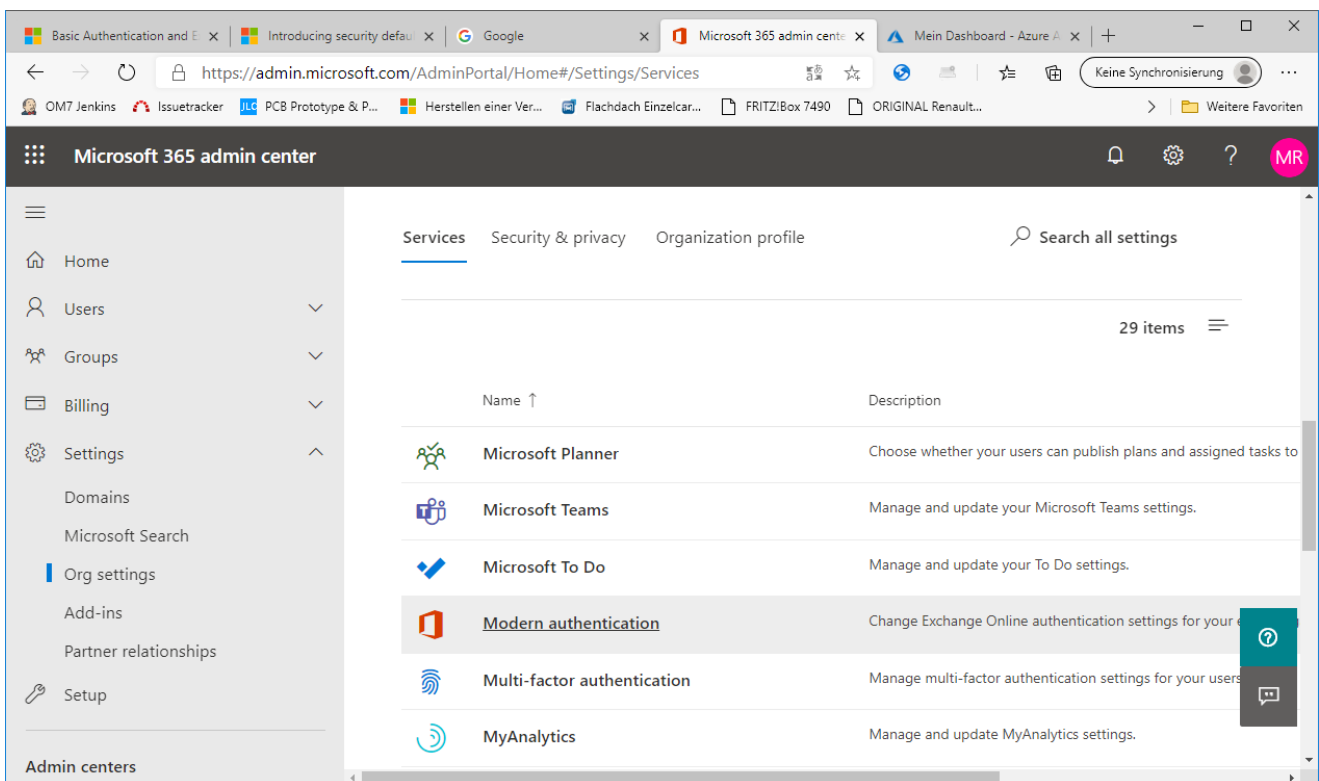 Basic Authentication and E
Introducing security defau
Google
Microsoft 365 admin cente
Mein Dashboard - Azure A
https://admin.microsoft.com/AdminPortal/Home#/Settings/Services
Keine Synchronisierung
OM7 Jenkins
Issuetracker
JLC PCB Prototype & P...
Herstellen einer Ver...
Flachdach Einzelcar...
FRITZ!Box 7490
ORIGINAL Renault...
Weitere Favoriten
Microsoft 365 admin center
MR
Home
Users
Groups
Billing
Settings
Domains
Microsoft Search
Org settings
Add-ins
Partner relationships
Setup
Admin centers
Services
Security & privacy
Organization profile
Search all settings
29 items
Name ↑
Description
Microsoft Planner
Choose whether your users can publish plans and assigned tasks to
Microsoft Teams
Manage and update your Microsoft Teams settings.
Microsoft To Do
Manage and update your To Do settings.
Modern authentication
Change Exchange Online authentication settings for your
Multi-factor authentication
Manage multi-factor authentication settings for your users
MyAnalytics
Manage and update MyAnalytics settings.